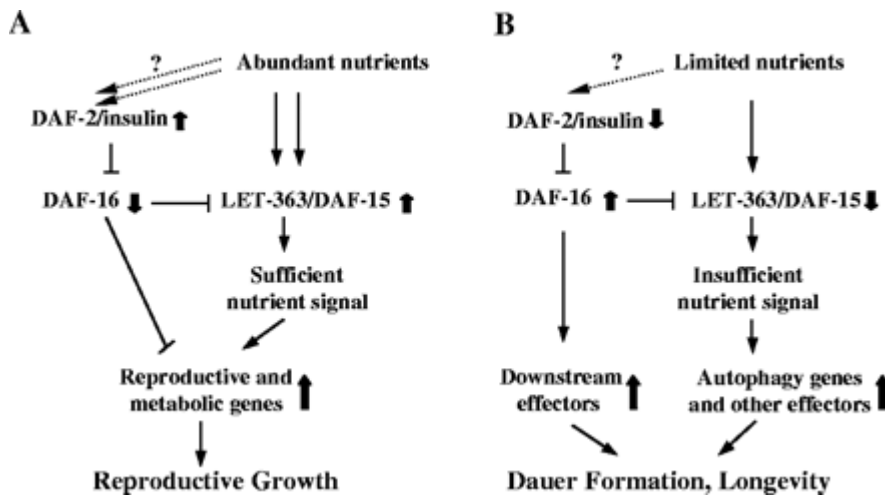 A
?
Abundant nutrients
DAF-2/insulin
DAF-16
LET-363/DAF-15
Sufficient
nutrient signal
Reproductive and
metabolic genes
Reproductive Growth
B
?
Limited nutrients
DAF-2/insulin
DAF-16
LET-363/DAF-15
Insufficient
nutrient signal
Downstream
effectors
Autophagy genes
and other effectors
Dauer Formation, Longevity